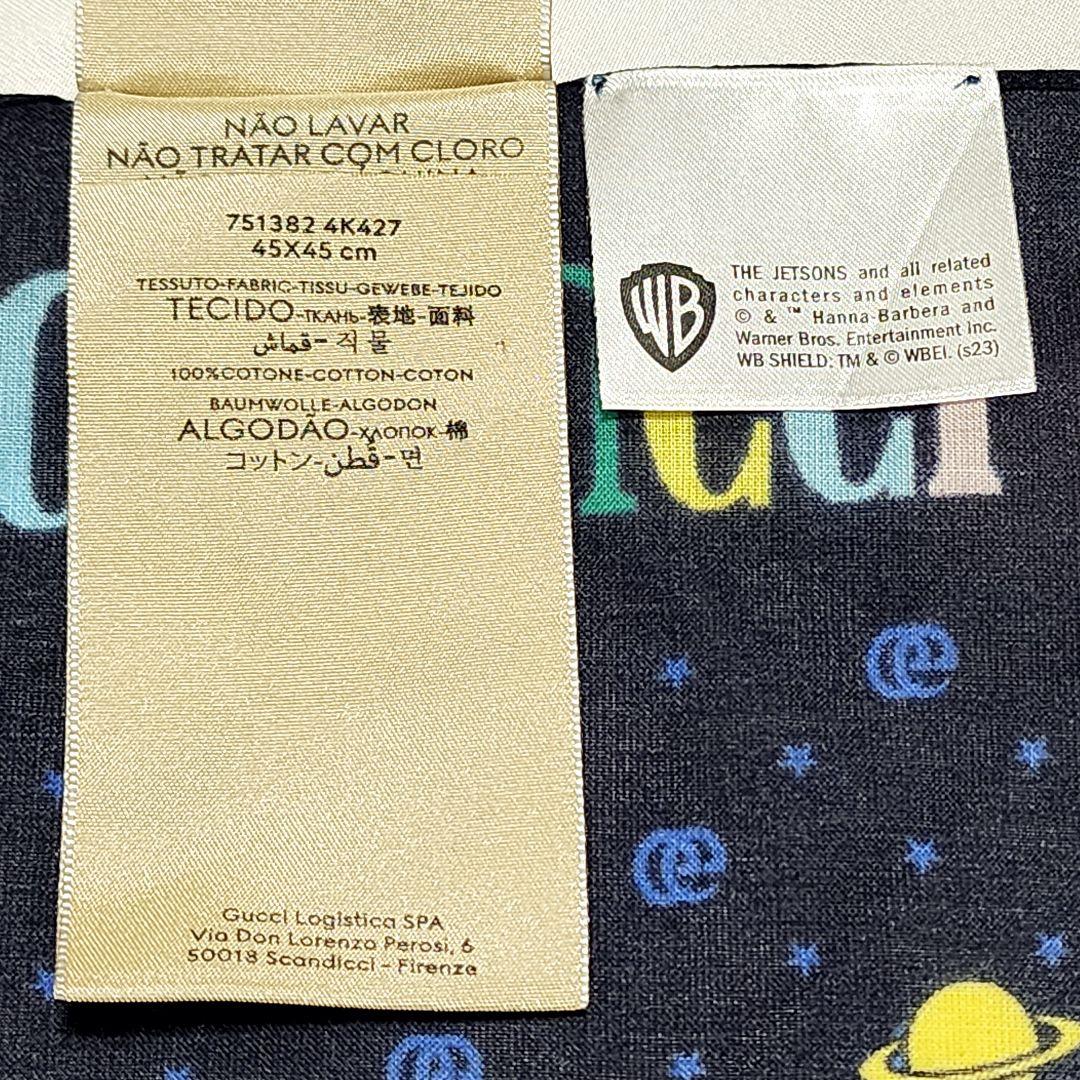 NÃO LAVAR
NÃO TRATAR COM CLORO
751382 4K427
45X45 cm
TESSUTO-FABRIC-TISSU-GEWEBE-TEJIDO
TECIDO-ТКАНЬ-表地-面料
직물-قماش
100%COTONE-COTTON-COTON
BAUMWOLLE-ALGODON
ALGODÃO-ХЛОПОК-棉
コットン-قطن-면
Gucci Logistica SPA
Via Don Lorenzo Perosi, 6
50018 Scandicci - Firenze
WB
THE JETSONS and all related
characters and elements
© & ™ Hanna-Barbera and
Warner Bros. Entertainment Inc.
WB SHIELD. TM & © WBEI. (s23)